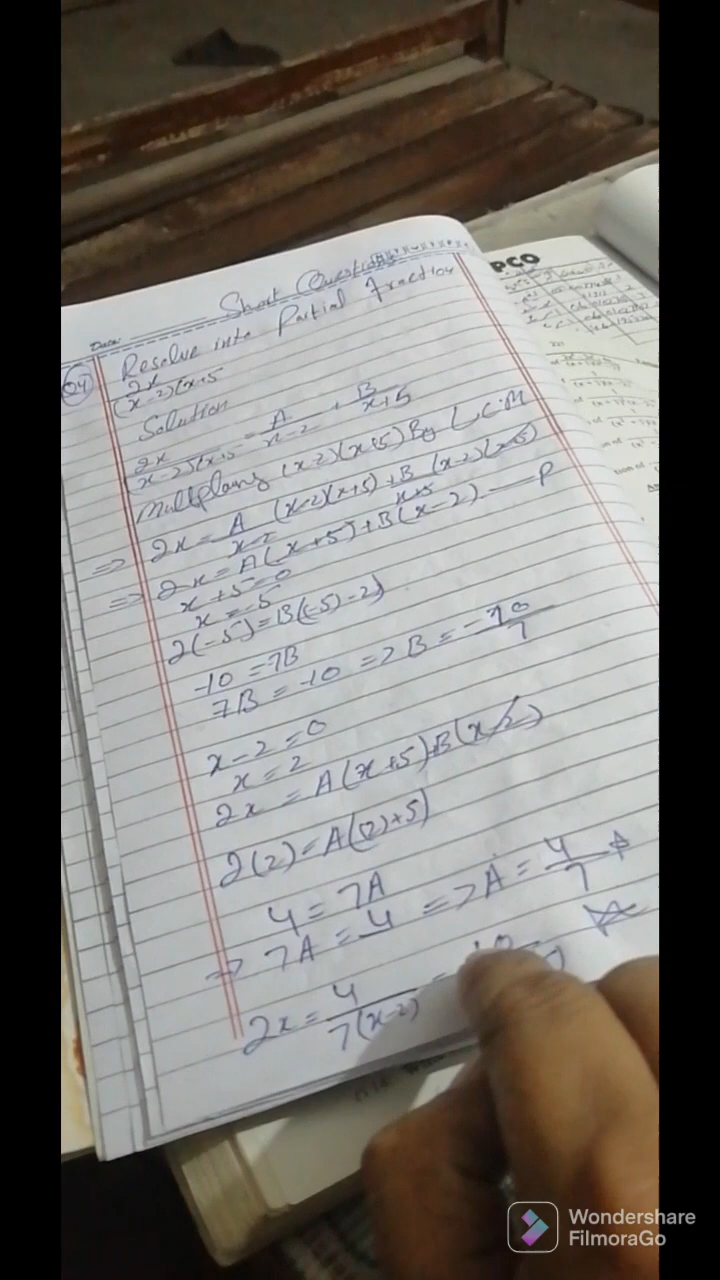 Short Questions
Date:
Q4 Resolve into Partial Fraction
2x
(x-2)(x+5
Solution
2x / (x-2)(x+5 = A / x-2 + B / x+5
Multplaing (x-2)(x+5) By L.C.M
=> 2x = A / x-2 (x-2)(x+5) + B / x+5 (x-2)(x+5)
=> 2x = A(x+5) + B(x-2) — P
x+5=0
x=-5
2(-5)=B(-5)-2)
-10 = 7B
7B = -10 => B = -10/7
x-2=0
x=2
2x = A(x+5)+B(x-2)
2(2)=A(2)+5)
4 = 7A
=> 7A = 4 => A = 4/7
2x = 4 / 7(x-2)
PCO
Wondershare
FilmoraGo